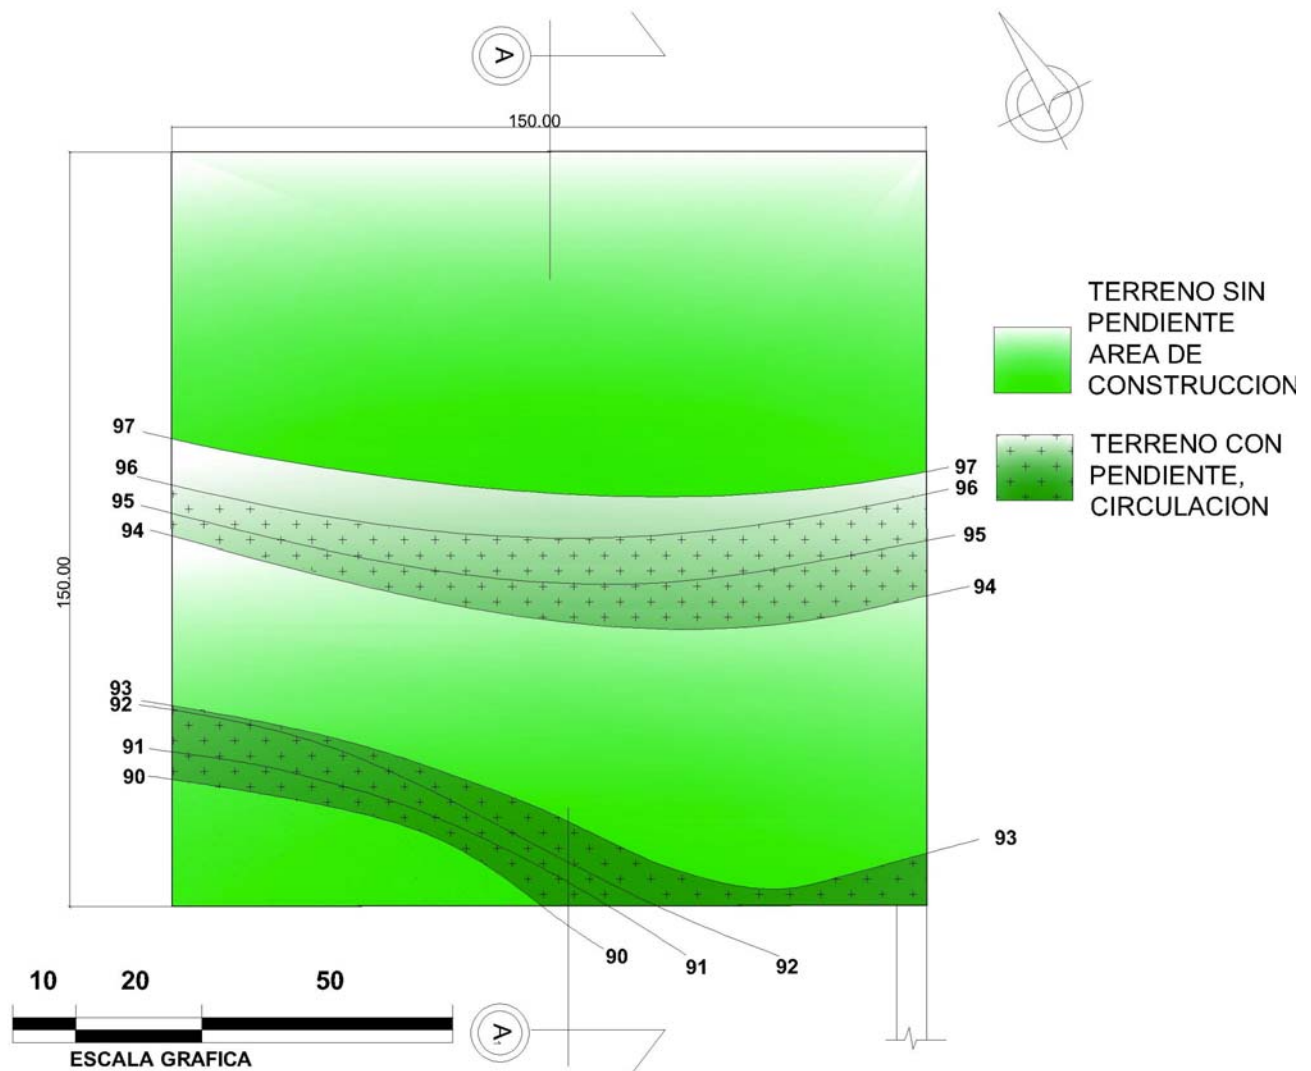 A
150.00
TERRENO SIN
PENDIENTE
AREA DE
CONSTRUCCION
97
96
95
94
97
96
95
94
TERRENO CON
PENDIENTE,
CIRCULACION
150.00
93
92
91
90
93
90
91
92
10 20 50
ESCALA GRAFICA
A1